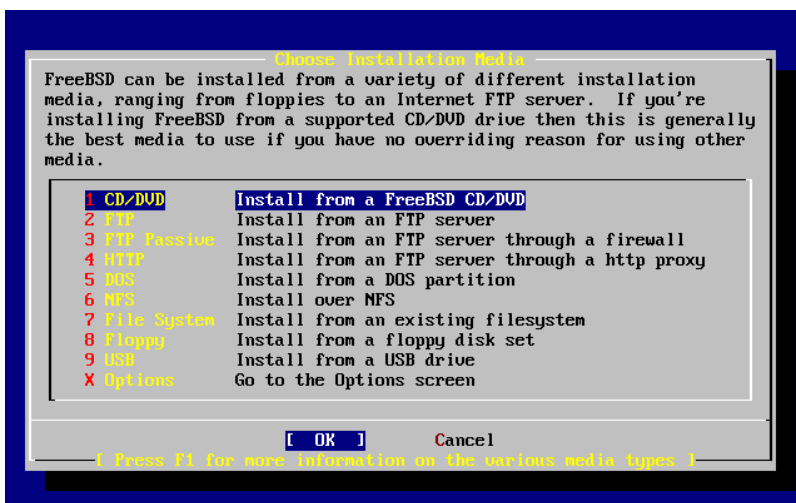 Choose Installation Media
FreeBSD can be installed from a variety of different installation
media, ranging from floppies to an Internet FTP server.  If you're
installing FreeBSD from a supported CD/DVD drive then this is generally
the best media to use if you have no overriding reason for using other
media.
1 CD/DVD Install from a FreeBSD CD/DVD
2 FTP Install from an FTP server
3 FTP Passive Install from an FTP server through a firewall
4 HTTP Install from an FTP server through a http proxy
5 DOS Install from a DOS partition
6 NFS Install over NFS
7 File System Install from an existing filesystem
8 Floppy Install from a floppy disk set
9 USB Install from a USB drive
X Options Go to the Options screen
[ OK ] Cancel
[ Press F1 for more information on the various media types ]